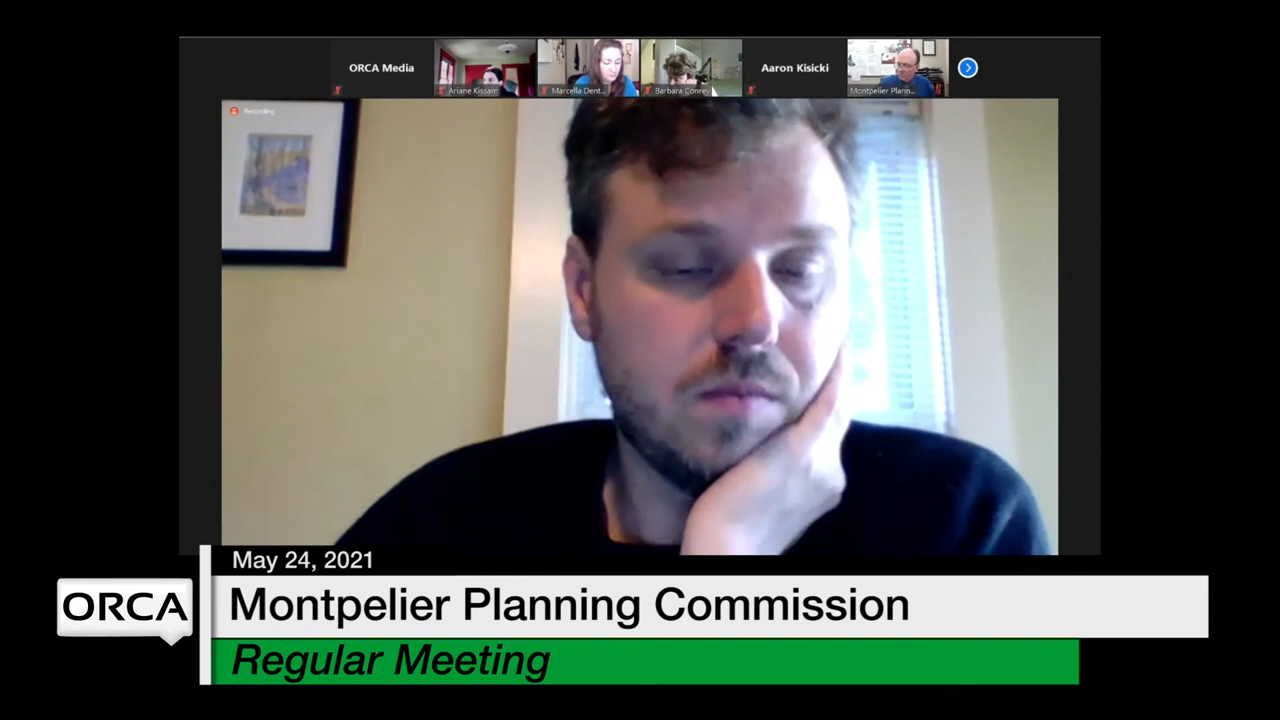 ORCA Media
Ariane Kissam
Marcella Dent...
Barbara Conrey
Aaron Kisicki
Montpelier Plann...
Recording
May 24, 2021
ORCA
Montpelier Planning Commission
Regular Meeting